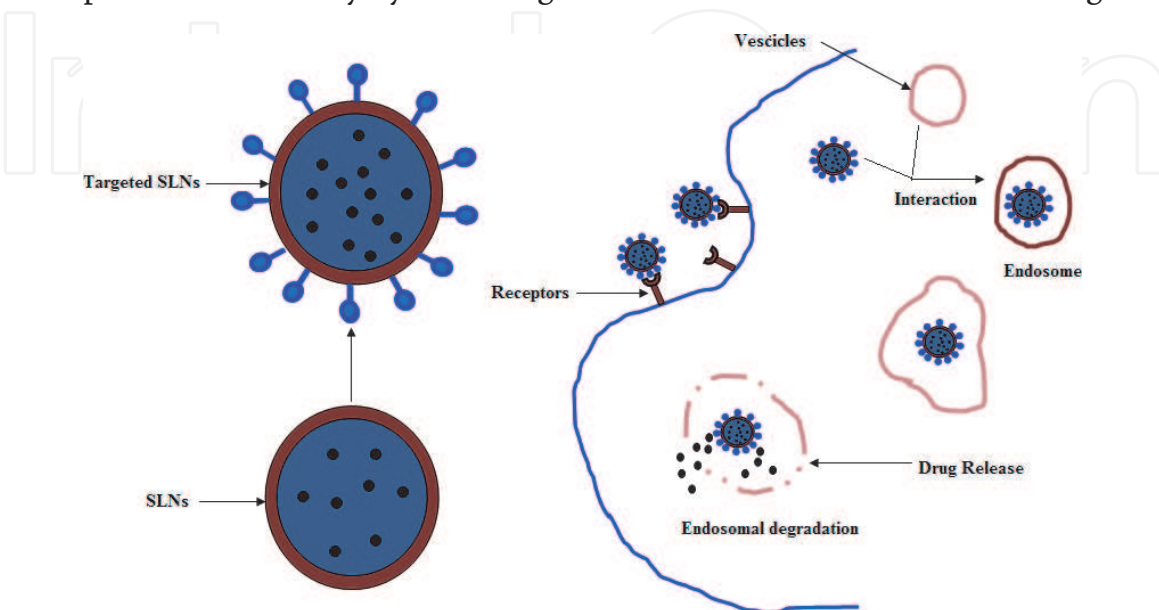 Vescicles
Targeted SLNs
Interaction
Endosome
Receptors
Drug Release
SLNs
Endosomal degradation